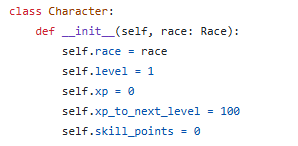 class Character:
    def __init__(self, race: Race):
        self.race = race
        self.level = 1
        self.xp = 0
        self.xp_to_next_level = 100
        self.skill_points = 0